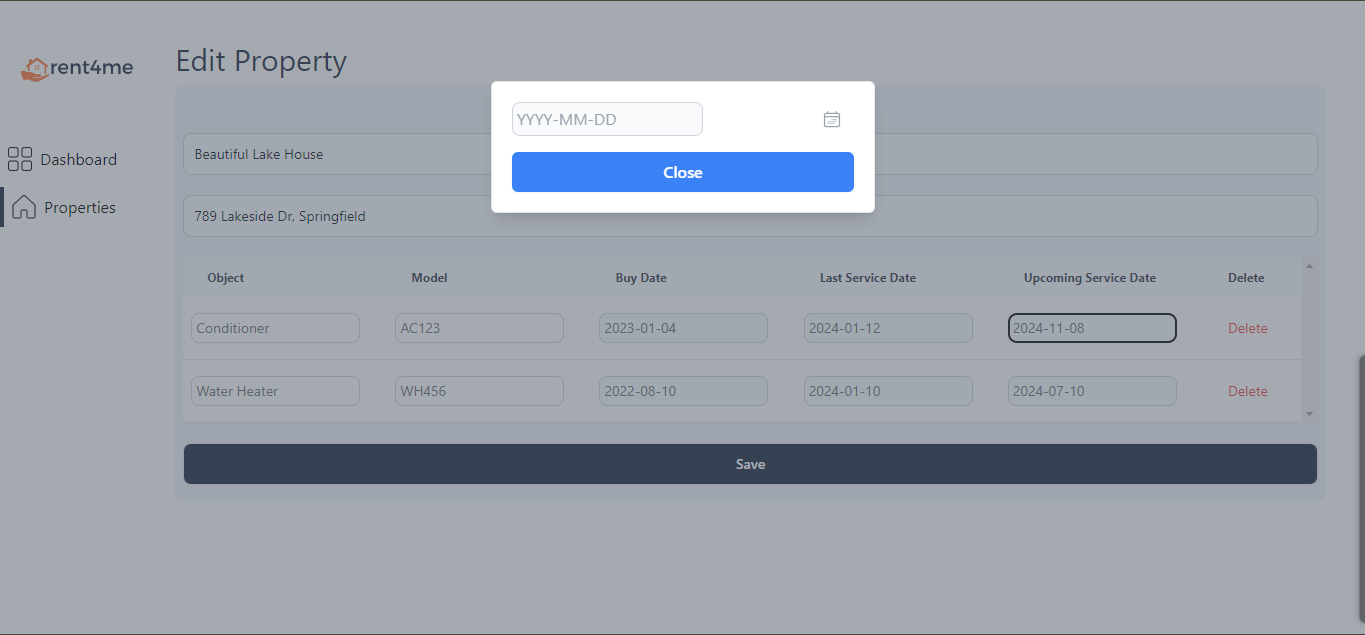 rent4me
Edit Property
YYYY-MM-DD
Close
Dashboard
Properties
Beautiful Lake House
789 Lakeside Dr, Springfield
Object Model Buy Date Last Service Date Upcoming Service Date Delete
Conditioner AC123 2023-01-04 2024-01-12 2024-11-08 Delete
Water Heater WH456 2022-08-10 2024-01-10 2024-07-10 Delete
Save